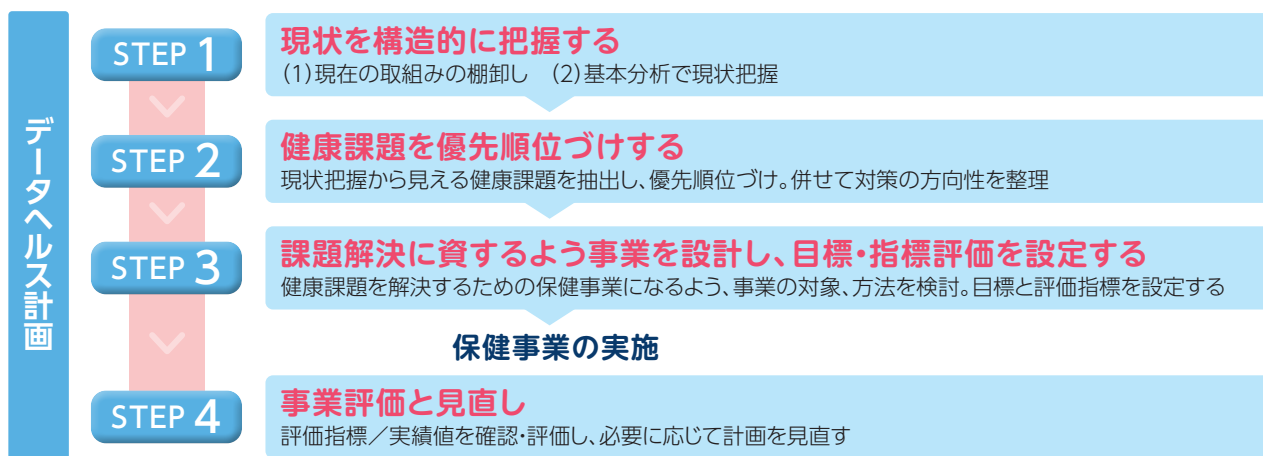 データヘルス計画
STEP 1
現状を構造的に把握する
(1)現在の取組みの棚卸し (2)基本分析で現状把握
STEP 2
健康課題を優先順位づけする
現状把握から見える健康課題を抽出し、優先順位づけ。併せて対策の方向性を整理
STEP 3
課題解決に資するよう事業を設計し、目標・指標評価を設定する
健康課題を解決するための保健事業になるよう、事業の対象、方法を検討。目標と評価指標を設定する
保健事業の実施
STEP 4
事業評価と見直し
評価指標／実績値を確認・評価し、必要に応じて計画を見直す